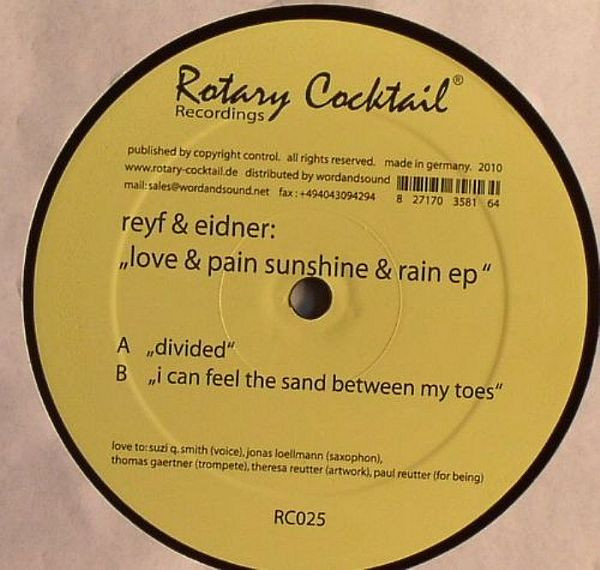 Rotary Cocktail®
Recordings
published by copyright control. all rights reserved. made in germany. 2010
www.rotary-cocktail.de distributed by wordandsound
mail: sales@wordandsound.net fax : +494043094294
8 27170 3581 64
reyf & eidner:
„love & pain sunshine & rain ep“
A „divided“
B „i can feel the sand between my toes“
love to: suzi q. smith (voice), jonas loellmann (saxophon),
thomas gaertner (trompete), theresa reutter (artwork), paul reutter (for being)
RC025